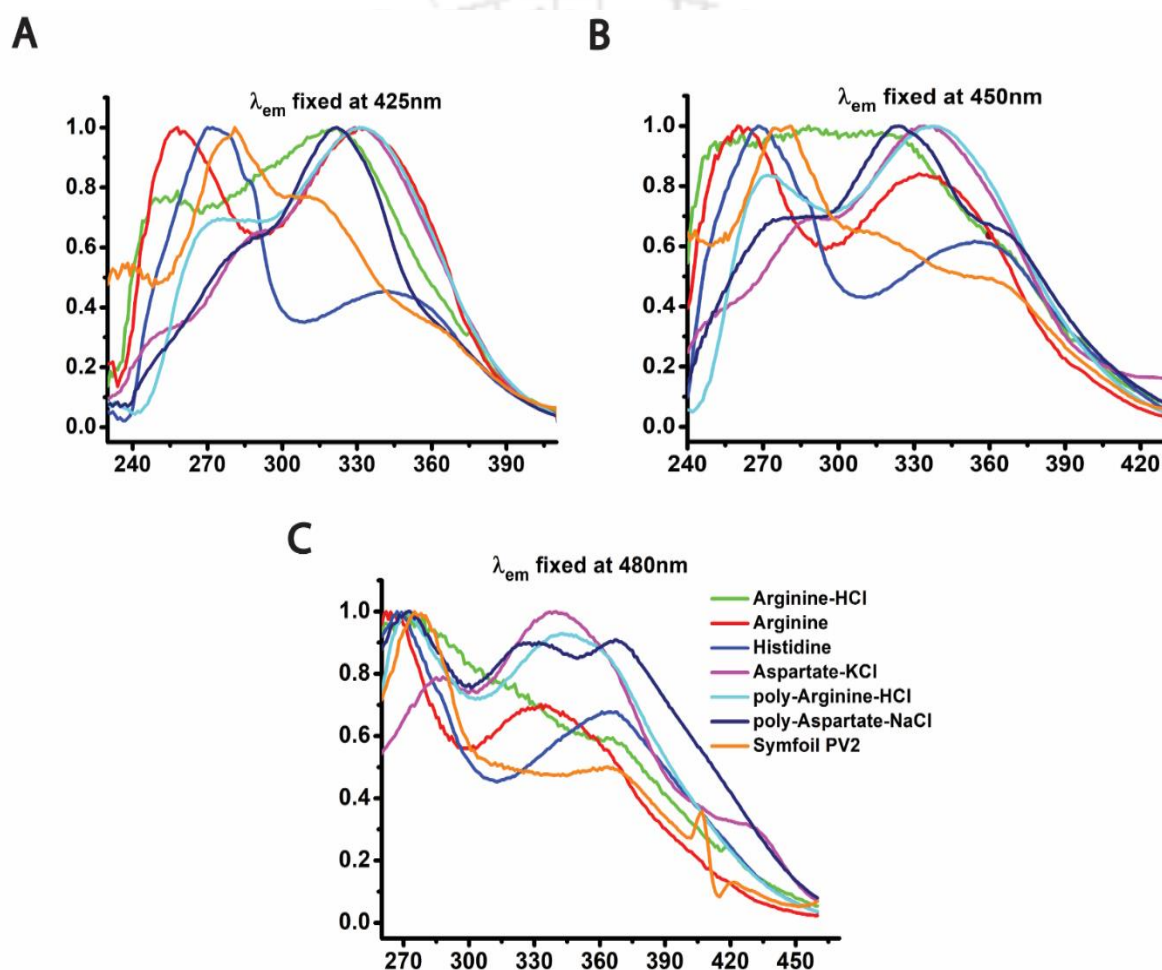 A
λem fixed at 425nm
1.0
0.8
0.6
0.4
0.2
0.0
240 270 300 330 360 390
B
λem fixed at 450nm
1.0
0.8
0.6
0.4
0.2
0.0
240 270 300 330 360 390 420
C
λem fixed at 480nm
1.0
0.8
0.6
0.4
0.2
0.0
270 300 330 360 390 420 450
Arginine-HCl
Arginine
Histidine
Aspartate-KCl
poly-Arginine-HCl
poly-Aspartate-NaCl
Symfoil PV2